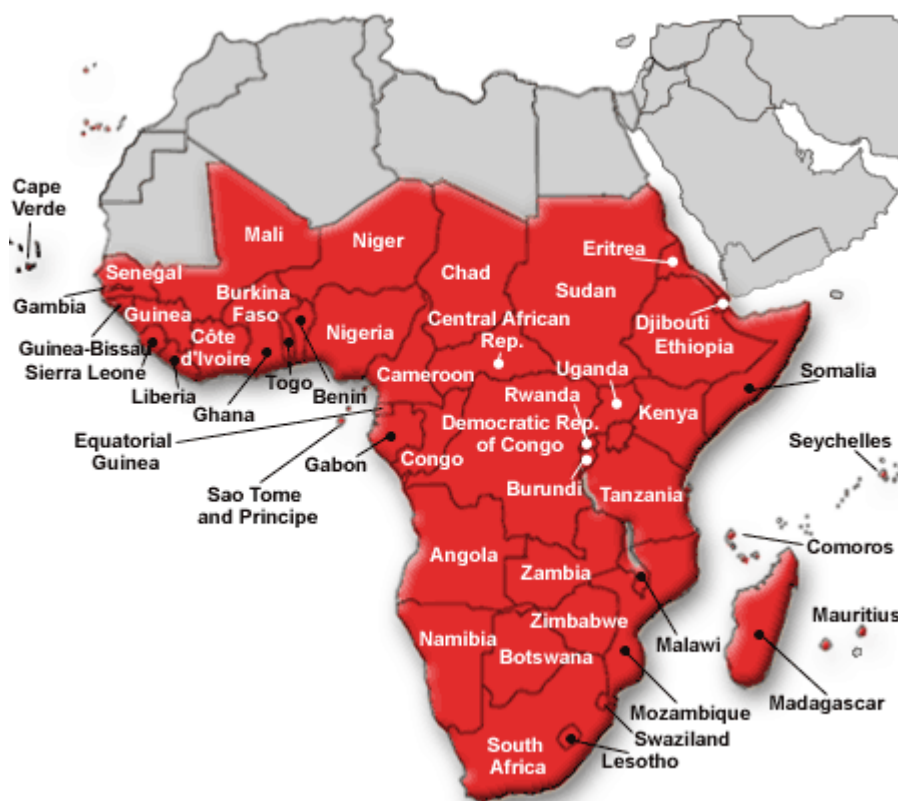 Cape
Verde
Mali
Niger
Eritrea
Senegal
Chad
Sudan
Gambia
Burkina
Faso
Guinea
Nigeria
Djibouti
Central African
Rep.
Côte
d'Ivoire
Ethiopia
Guinea-Bissau
Sierra Leone
Uganda
Cameroon
Somalia
Togo
Liberia
Benin
Rwanda
Ghana
Kenya
Democratic Rep.
of Congo
Equatorial
Guinea
Seychelles
Gabon
Congo
Burundi
Tanzania
Sao Tome
and Principe
Comoros
Angola
Zambia
Mauritius
Zimbabwe
Namibia
Malawi
Botswana
Madagascar
Mozambique
Swaziland
South
Africa
Lesotho